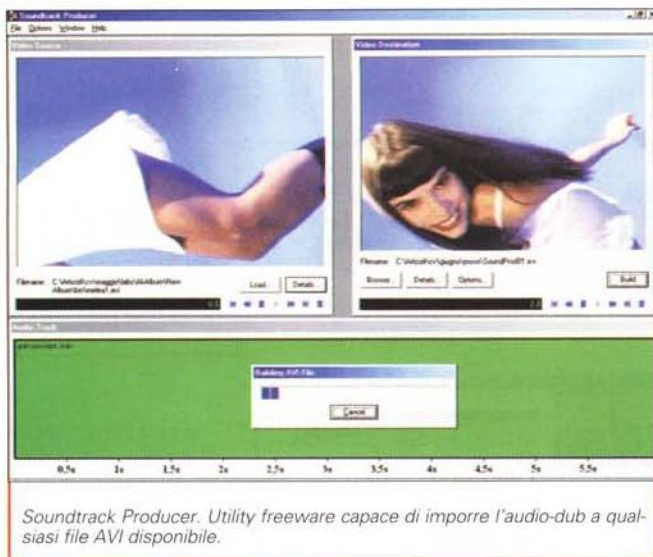 Soundtrack Producer
File Options Window Help
Video Source
Video Destination
Filename:
Load...
Details...
Filename:
Browse...
Details...
Options...
Build
Audio Track
Building AVI File
Cancel
0.5s 1s 1.5s 2s 2.5s 3s 3.5s 4s 4.5s 5s 5.5s
Soundtrack Producer. Utility freeware capace di imporre l'audio-dub a qual-
siasi file AVI disponibile.